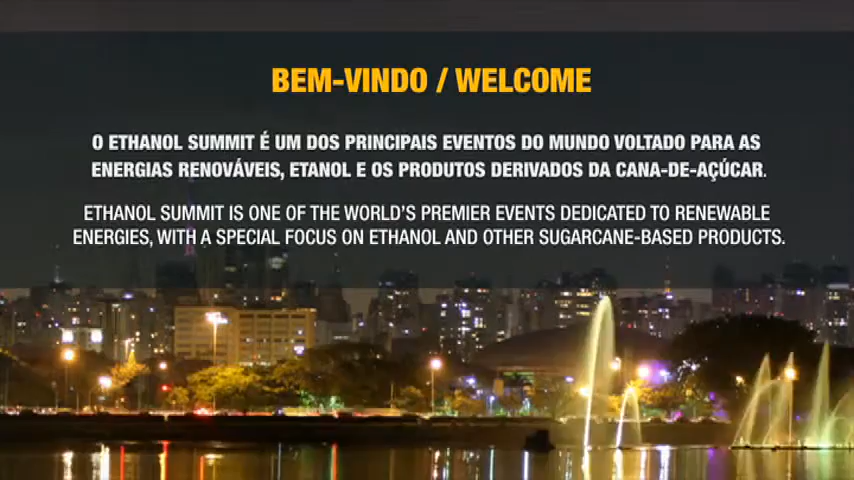 BEM-VINDO / WELCOME
O ETHANOL SUMMIT É UM DOS PRINCIPAIS EVENTOS DO MUNDO VOLTADO PARA AS
ENERGIAS RENOVÁVEIS, ETANOL E OS PRODUTOS DERIVADOS DA CANA-DE-AÇÚCAR.
ETHANOL SUMMIT IS ONE OF THE WORLD'S PREMIER EVENTS DEDICATED TO RENEWABLE
ENERGIES, WITH A SPECIAL FOCUS ON ETHANOL AND OTHER SUGARCANE-BASED PRODUCTS.